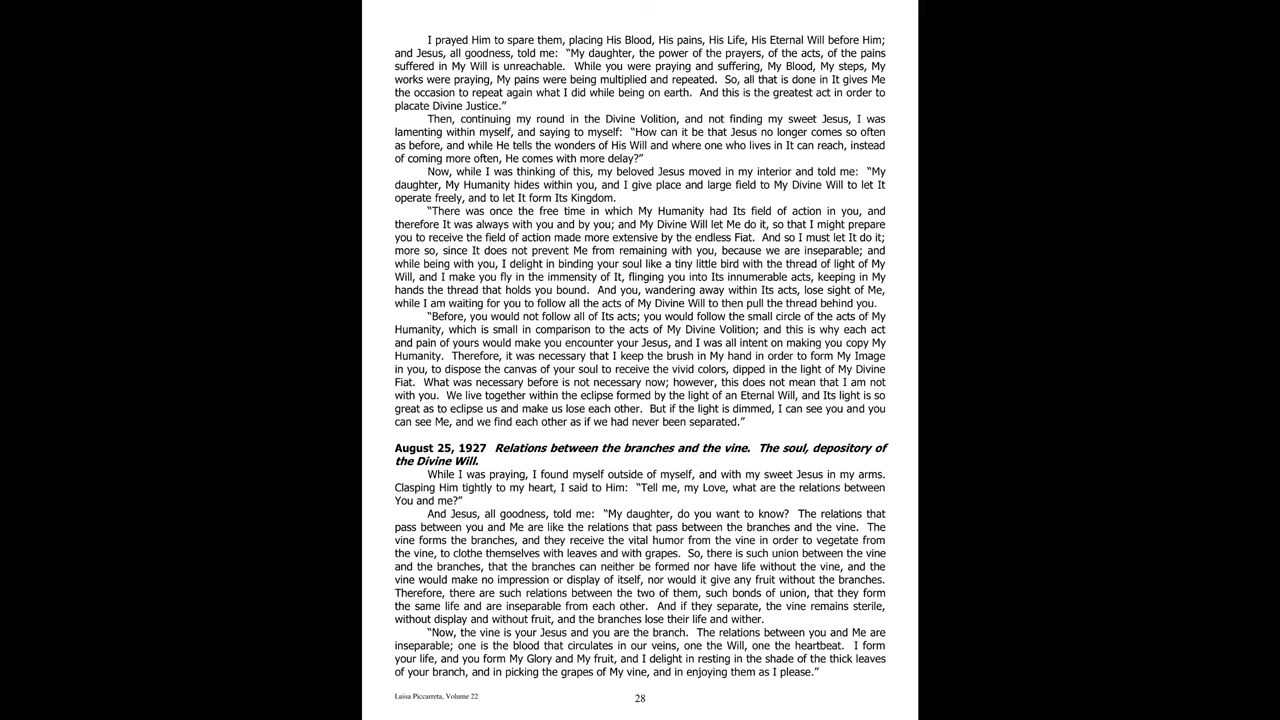 I prayed Him to spare them, placing His Blood, His pains, His Life, His Eternal Will before Him;
and Jesus, all goodness, told me: “My daughter, the power of the prayers, of the acts, of the pains
suffered in My Will is unreachable. While you were praying and suffering, My Blood, My steps, My
works were praying, My pains were being multiplied and repeated. So, all that is done in It gives Me
the occasion to repeat again what I did while being on earth. And this is the greatest act in order to
placate Divine Justice.”
Then, continuing my round in the Divine Volition, and not finding my sweet Jesus, I was
lamenting within myself, and saying to myself: “How can it be that Jesus no longer comes so often
as before, and while He tells the wonders of His Will and where one who lives in It can reach, instead
of coming more often, He comes with more delay?”
Now, while I was thinking of this, my beloved Jesus moved in my interior and told me: “My
daughter, My Humanity hides within you, and I give place and large field to My Divine Will to let It
operate freely, and to let It form Its Kingdom.
“There was once the free time in which My Humanity had Its field of action in you, and
therefore It was always with you and by you; and My Divine Will let Me do it, so that I might prepare
you to receive the field of action made more extensive by the endless Fiat. And so I must let It do it;
more so, since It does not prevent Me from remaining with you, because we are inseparable; and
while being with you, I delight in binding your soul like a tiny little bird with the thread of light of My
Will, and I make you fly in the immensity of It, flinging you into Its innumerable acts, keeping in My
hands the thread that holds you bound. And you, wandering away within Its acts, lose sight of Me,
while I am waiting for you to follow all the acts of My Divine Will to then pull the thread behind you.
“Before, you would not follow all of Its acts; you would follow the small circle of the acts of My
Humanity, which is small in comparison to the acts of My Divine Volition; and this is why each act
and pain of yours would make you encounter your Jesus, and I was all intent on making you copy My
Humanity. Therefore, it was necessary that I keep the brush in My hand in order to form My Image
in you, to dispose the canvas of your soul to receive the vivid colors, dipped in the light of My Divine
Fiat. What was necessary before is not necessary now; however, this does not mean that I am not
with you. We live together within the eclipse formed by the light of an Eternal Will, and Its light is so
great as to eclipse us and make us lose each other. But if the light is dimmed, I can see you and you
can see Me, and we find each other as if we had never been separated.”
August 25, 1927 Relations between the branches and the vine. The soul, depository of
the Divine Will.
While I was praying, I found myself outside of myself, and with my sweet Jesus in my arms.
Clasping Him tightly to my heart, I said to Him: “Tell me, my Love, what are the relations between
You and me?”
And Jesus, all goodness, told me: “My daughter, do you want to know? The relations that
pass between you and Me are like the relations that pass between the branches and the vine. The
vine forms the branches, and they receive the vital humor from the vine in order to vegetate from
the vine, to clothe themselves with leaves and with grapes. So, there is such union between the vine
and the branches, that the branches can neither be formed nor have life without the vine, and the
vine would make no impression or display of itself, nor would it give any fruit without the branches.
Therefore, there are such relations between the two of them, such bonds of union, that they form
the same life and are inseparable from each other. And if they separate, the vine remains sterile,
without display and without fruit, and the branches lose their life and wither.
“Now, the vine is your Jesus and you are the branch. The relations between you and Me are
inseparable; one is the blood that circulates in our veins, one the Will, one the heartbeat. I form
your life, and you form My Glory and My fruit, and I delight in resting in the shade of the thick leaves
of your branch, and in picking the grapes of My vine, and in enjoying them as I please.”
Luisa Piccarreta, Volume 22
28